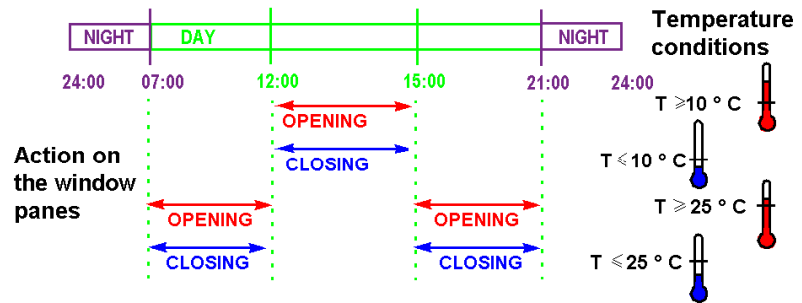 Temperature
conditions
NIGHT DAY NIGHT
24:00 07:00 12:00 15:00 21:00 24:00
T ⩾10 ° C
OPENING
Action on
the window
panes
CLOSING
T ⩽10 ° C
T ⩾ 25 ° C
OPENING OPENING
CLOSING CLOSING
T ⩽25 ° C